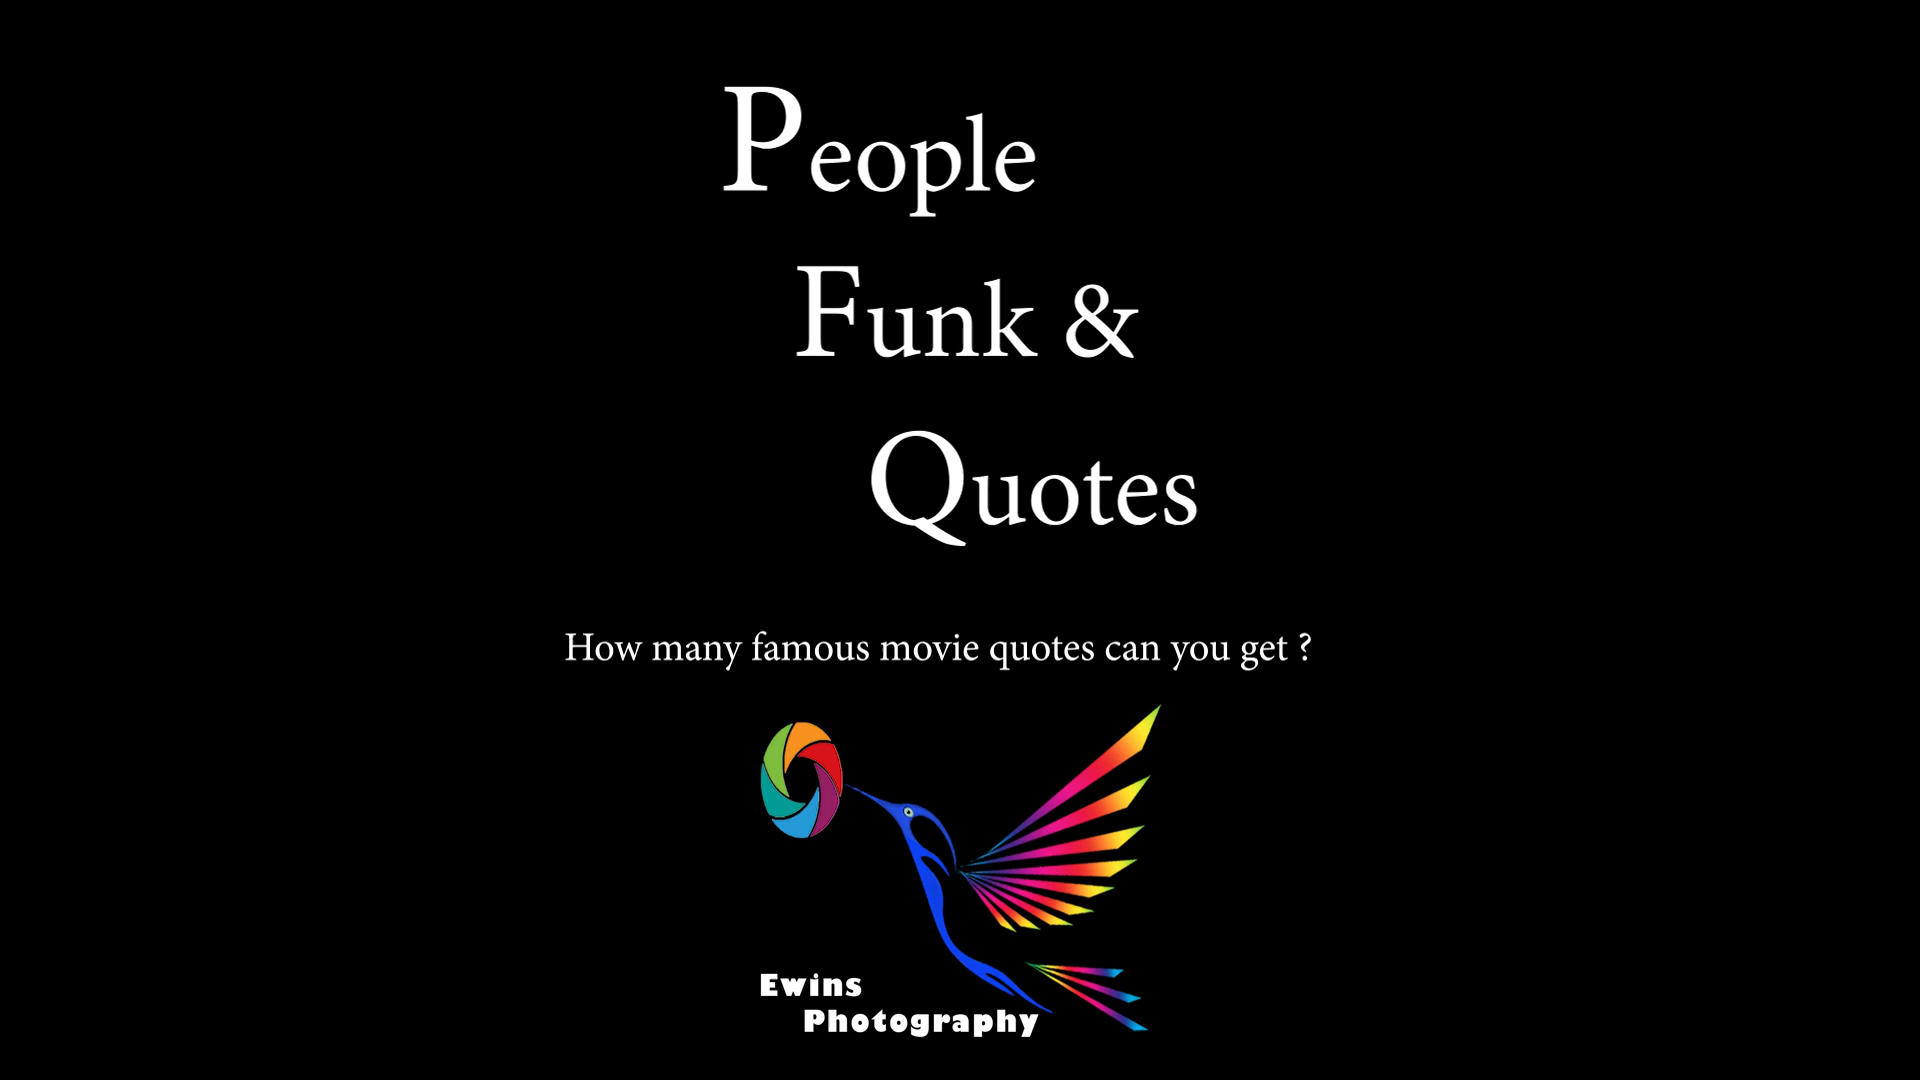 People
Funk &
Quotes
How many famous movie quotes can you get ?
Ewins
Photography